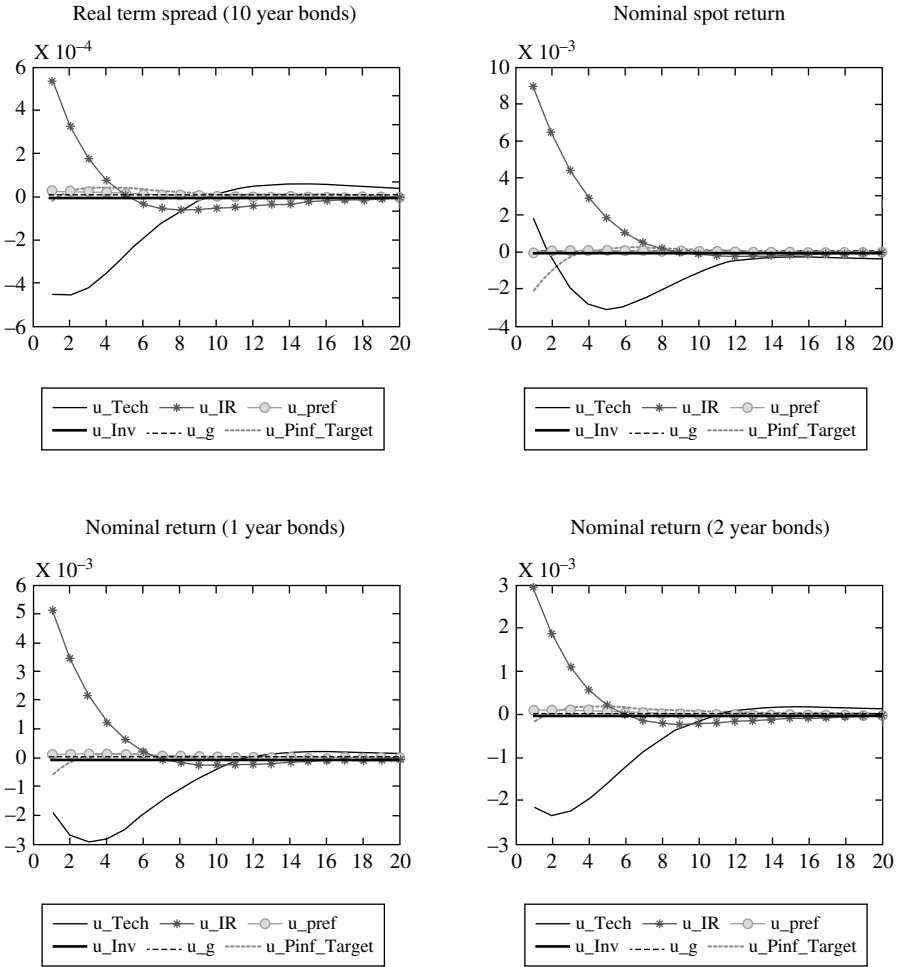 Real term spread (10 year bonds)
X 10–4
6
4
2
0
–2
–4
–6
0 2 4 6 8 10 12 14 16 18 20
u_Tech u_IR u_pref
u_Inv u_g u_Pinf_Target
Nominal spot return
X 10–3
10
8
6
4
2
0
–2
–4
0 2 4 6 8 10 12 14 16 18 20
u_Tech u_IR u_pref
u_Inv u_g u_Pinf_Target
Nominal return (1 year bonds)
X 10–3
6
5
4
3
2
1
0
–1
–2
–3
0 2 4 6 8 10 12 14 16 18 20
u_Tech u_IR u_pref
u_Inv u_g u_Pinf_Target
Nominal return (2 year bonds)
X 10–3
3
2
1
0
–1
–2
–3
0 2 4 6 8 10 12 14 16 18 20
u_Tech u_IR u_pref
u_Inv u_g u_Pinf_Target